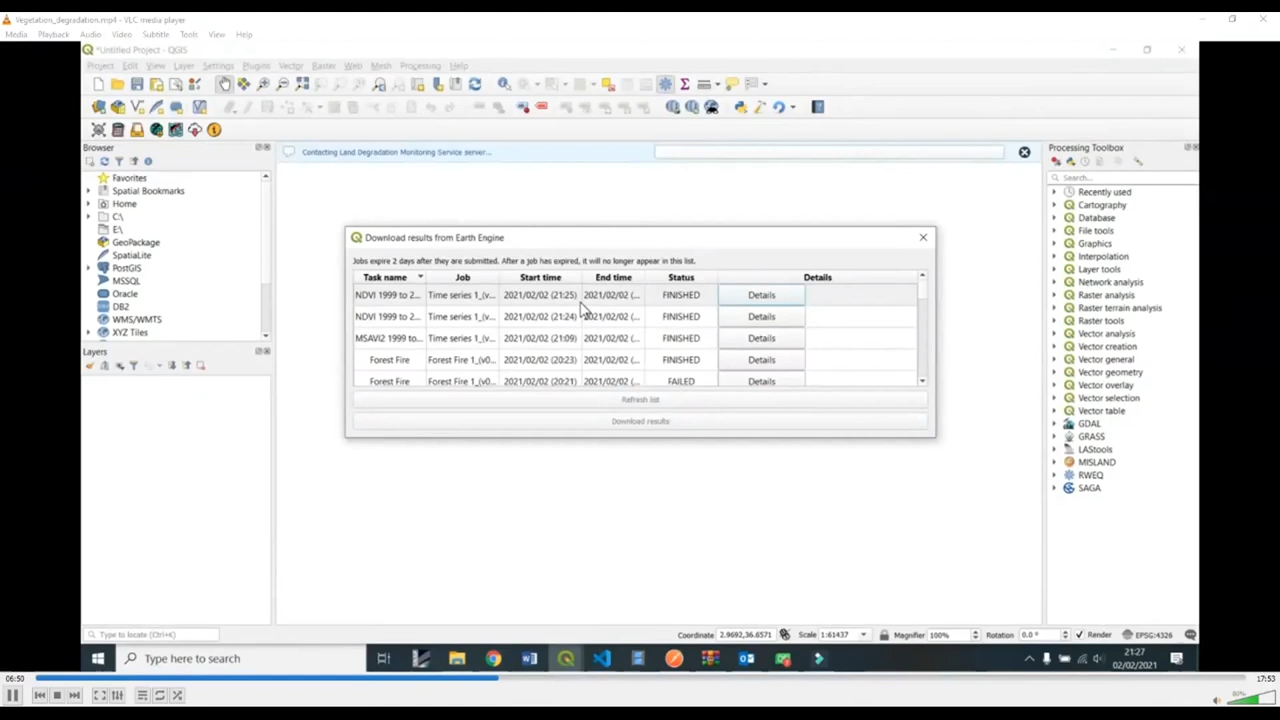 Vegetation_degradation.mp4 - VLC media player
Media Playback Audio Video Subtitle Tools View Help
*Untitled Project - QGIS
Project Edit View Layer Settings Plugins Vector Raster Web Mesh Processing Help
Browser
Favorites
Spatial Bookmarks
Home
C:\
E:\
GeoPackage
SpatiaLite
PostGIS
MSSQL
Oracle
DB2
WMS/WMTS
XYZ Tiles
Layers
Contacting Land Degradation Monitoring Service server...
Download results from Earth Engine
Jobs expire 2 days after they are submitted. After a job has expired, it will no longer appear in this list.
Task name Job Start time End time Status Details
NDVI 1999 to 2... Time series 1_(v... 2021/02/02 (21:25) 2021/02/02 (... FINISHED Details
NDVI 1999 to 2... Time series 1_(v... 2021/02/02 (21:24) 2021/02/02 (... FINISHED Details
MSAVI2 1999 to... Time series 1_(v... 2021/02/02 (21:09) 2021/02/02 (... FINISHED Details
Forest Fire Forest Fire 1_(v0... 2021/02/02 (20:23) 2021/02/02 (... FINISHED Details
Forest Fire Forest Fire 1_(v0... 2021/02/02 (20:21) 2021/02/02 (... FAILED Details
Refresh list
Download results
Processing Toolbox
Search...
Recently used
Cartography
Database
File tools
Graphics
Interpolation
Layer tools
Network analysis
Raster analysis
Raster terrain analysis
Raster tools
Vector analysis
Vector creation
Vector general
Vector geometry
Vector overlay
Vector selection
Vector table
GDAL
GRASS
LAStools
MISLAND
RWEQ
SAGA
Type to locate (Ctrl+K)
Coordinate 2.9692,36.6571 Scale 1:61437 Magnifier 100% Rotation 0.0 ° Render EPSG:4326
Type here to search
21:27
02/02/2021
06:50
17:53
80%